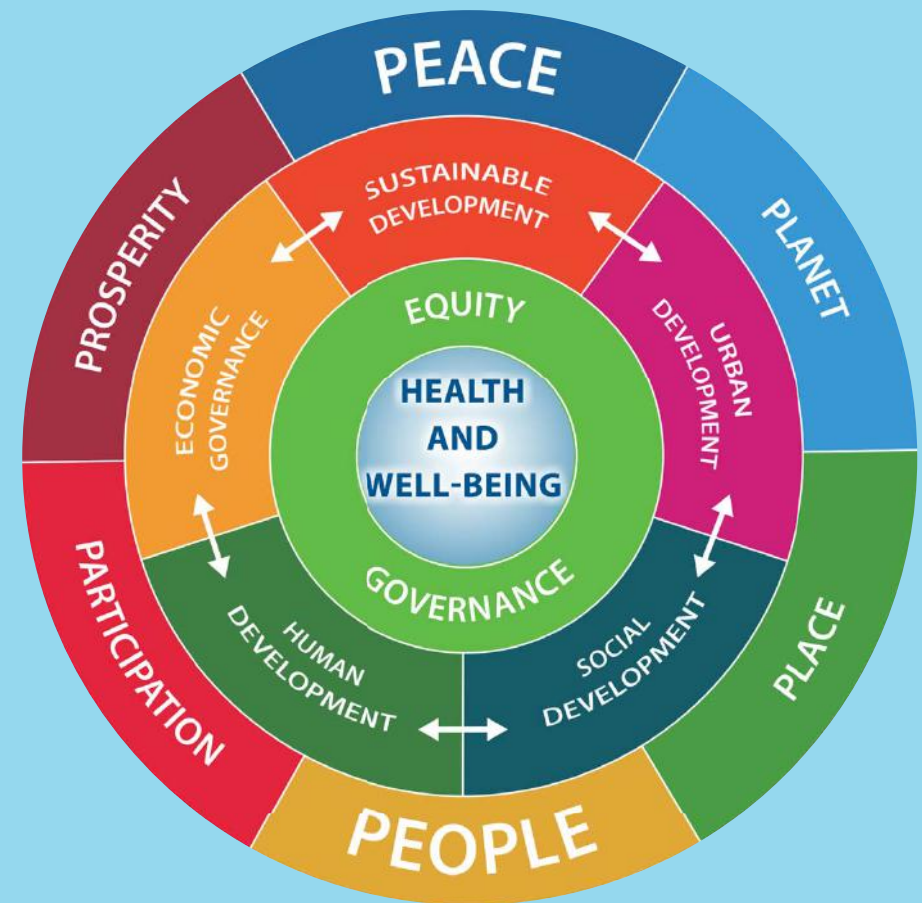 PEACE
PLANET
PLACE
PEOPLE
PARTICIPATION
PROSPERITY
SUSTAINABLE
DEVELOPMENT
URBAN
DEVELOPMENT
SOCIAL
DEVELOPMENT
HUMAN
DEVELOPMENT
ECONOMIC
GOVERNANCE
EQUITY
GOVERNANCE
HEALTH
AND
WELL-BEING